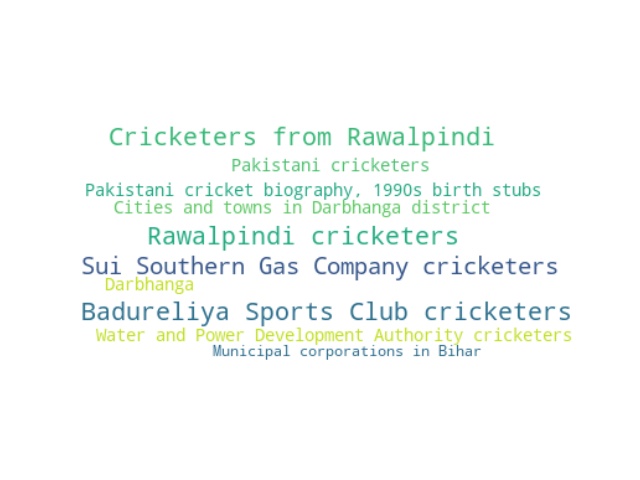 Cricketers from Rawalpindi
Pakistani cricketers
Pakistani cricket biography, 1990s birth stubs
Cities and towns in Darbhanga district
Rawalpindi cricketers
Sui Southern Gas Company cricketers
Darbhanga
Badureliya Sports Club cricketers
Water and Power Development Authority cricketers
Municipal corporations in Bihar